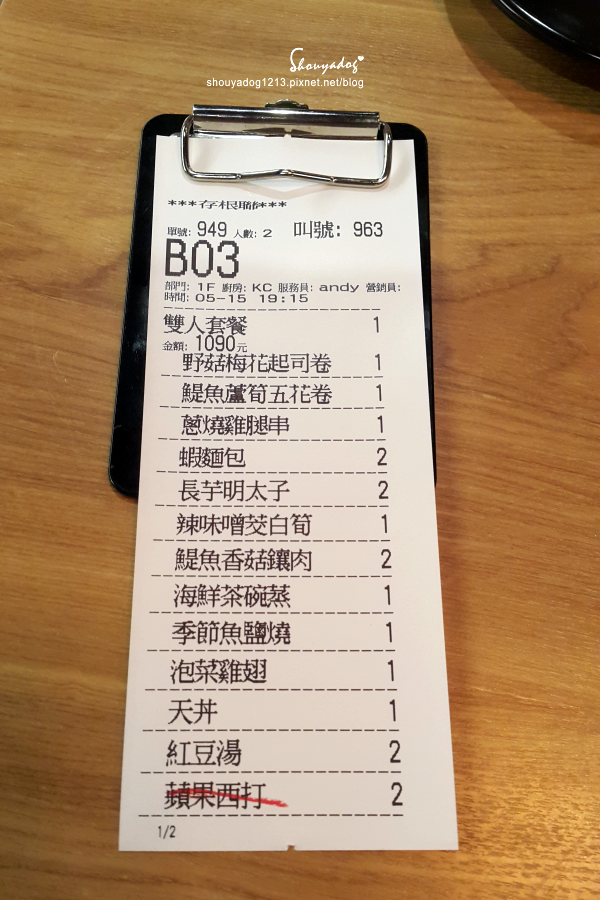 Shouyadog
shouyadog1213.pixnet.net/blog
***存根聯***
單號: 949 人數: 2 叫號: 963
B03
部門: 1F 廚房: KC 服務員: andy 營銷員:
時間: 05-15 19:15
雙人套餐 1
金額: 1090元
野菇梅花起司卷 1
鯷魚蘆筍五花卷 1
蔥燒雞腿串 1
蝦麵包 2
長芋明太子 2
辣味噌茭白筍 1
鯷魚香菇鑲肉 2
海鮮茶碗蒸 1
季節魚鹽燒 1
泡菜雞翅 1
天丼 1
紅豆湯 2
蘋果西打 2
1/2